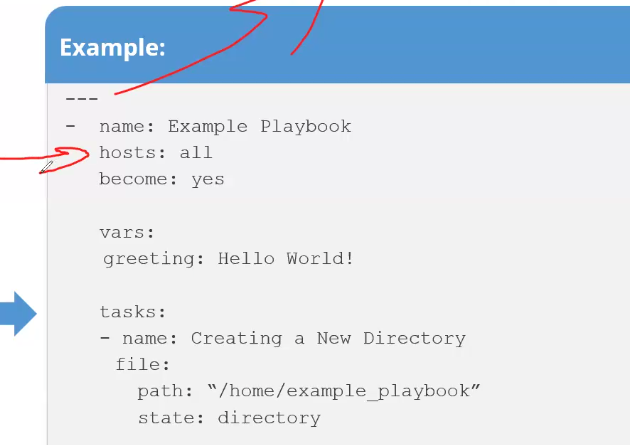 Example:
---
- name: Example Playbook
hosts: all
become: yes
vars:
greeting: Hello World!
tasks:
- name: Creating a New Directory
file:
path: “/home/example_playbook”
state: directory